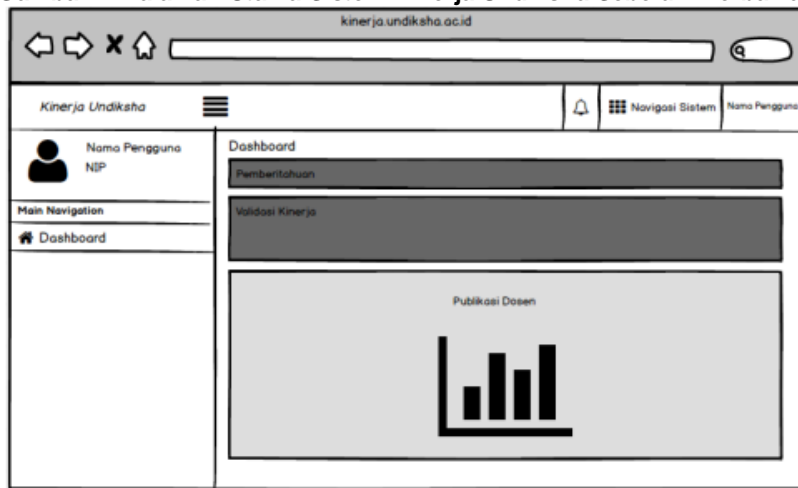 kinerja.undiksha.ac.id
Kinerja Undiksha
Navigasi Sistem
Nama Pengguna
Nama Pengguna
NIP
Main Navigation
Dashboard
Dashboard
Pemberitahuan
Validasi Kinerja
Publikasi Dosen